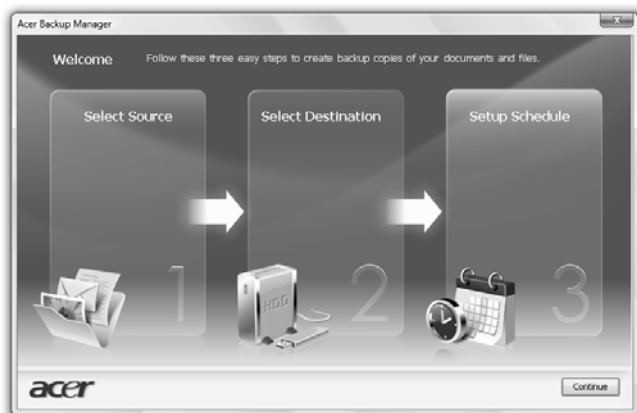 Acer Backup Manager
Welcome
Follow these three easy steps to create backup copies of your documents and files.
Select Source
Select Destination
Setup Schedule
1
HDD
2
3
acer
Continue